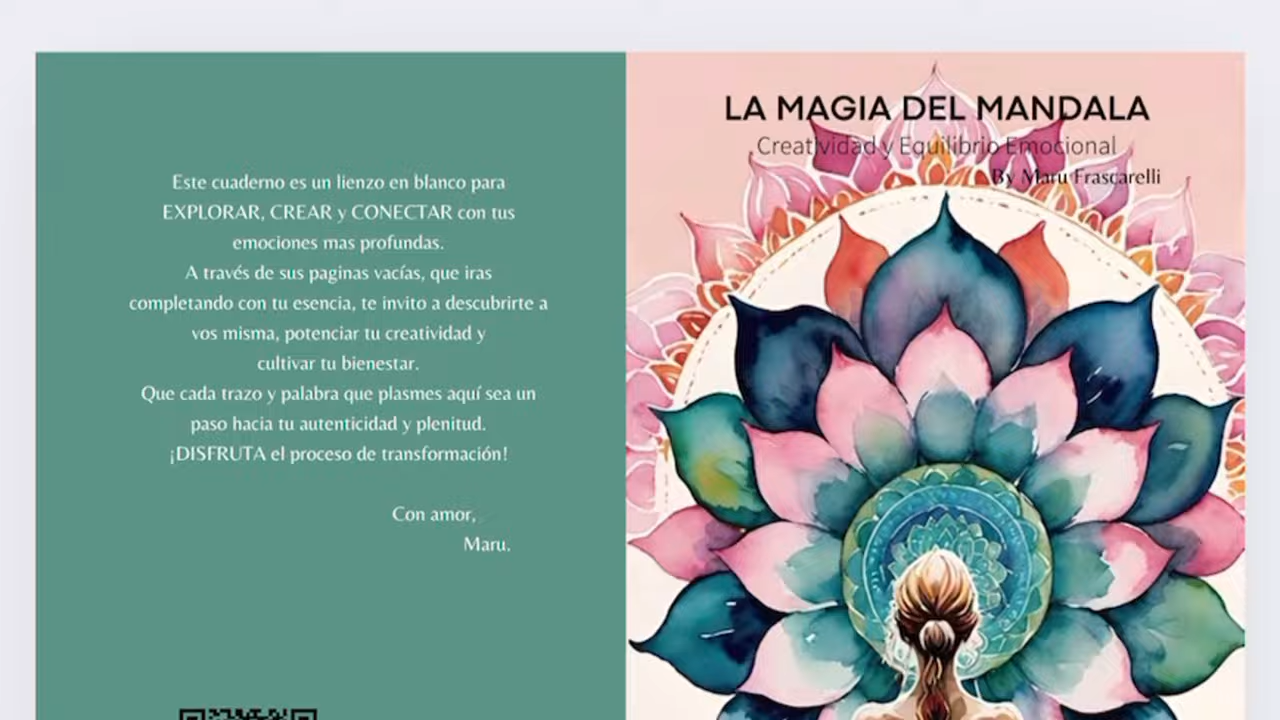 Este cuaderno es un lienzo en blanco para
EXPLORAR, CREAR y CONECTAR con tus
emociones mas profundas.
A través de sus paginas vacías, que iras
completando con tu esencia, te invito a descubrirte a
vos misma, potenciar tu creatividad y
cultivar tu bienestar.
Que cada trazo y palabra que plasmes aquí sea un
paso hacia tu autenticidad y plenitud.
¡DISFRUTA el proceso de transformación!
Con amor,
Maru.
LA MAGIA DEL MANDALA
Creatividad y Equilibrio Emocional
By Maru Frascarelli